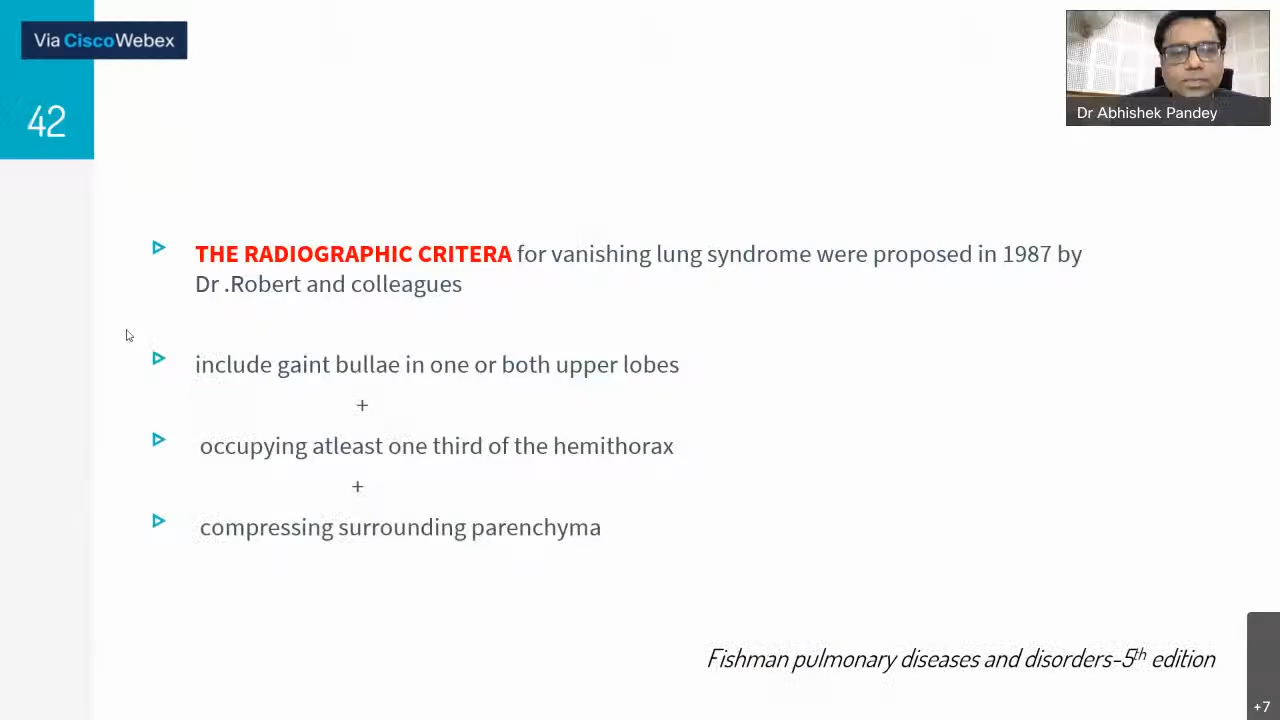 Via CiscoWebex
Dr Abhishek Pandey
42
THE RADIOGRAPHIC CRITERA for vanishing lung syndrome were proposed in 1987 by
Dr .Robert and colleagues
include gaint bullae in one or both upper lobes
+
occupying atleast one third of the hemithorax
+
compressing surrounding parenchyma
Fishman pulmonary diseases and disorders-5th edition
+7